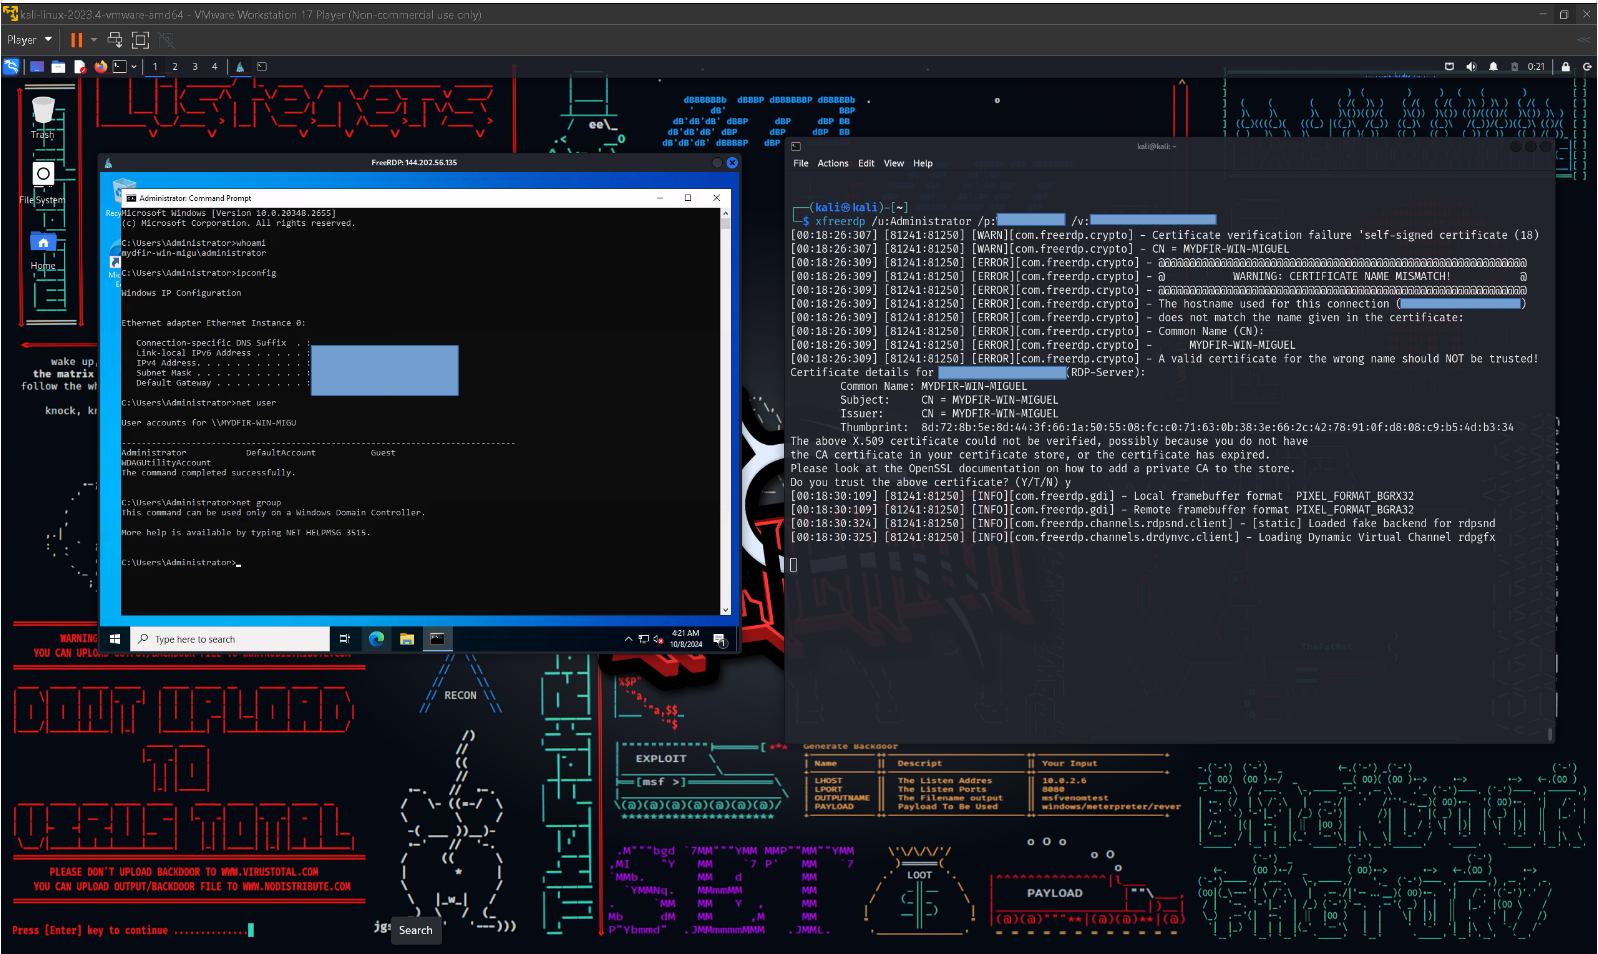 kali-linux-2023.4-vmware-amd64 - VMware Workstation 17 Player (Non-commercial use only)
Player
1 2 3 4
0:21
Trash
File System
Home
FreeRDP: 144.202.56.135
Administrator: Command Prompt
Microsoft Windows [Version 10.0.20348.2655]
(c) Microsoft Corporation. All rights reserved.
C:\Users\Administrator>whoami
mydfir-win-migu\administrator
C:\Users\Administrator>ipconfig
Windows IP Configuration
Ethernet adapter Ethernet Instance 0:
Connection-specific DNS Suffix  . :
Link-local IPv6 Address . . . . . :
IPv4 Address. . . . . . . . . . . :
Subnet Mask . . . . . . . . . . . :
Default Gateway . . . . . . . . . :
C:\Users\Administrator>net user
User accounts for \\MYDFIR-WIN-MIGU
-------------------------------------------------------------------------------
Administrator            DefaultAccount           Guest
WDAGUtilityAccount
The command completed successfully.
C:\Users\Administrator>net group
This command can be used only on a Windows Domain Controller.
More help is available by typing NET HELPMSG 3515.
C:\Users\Administrator>
Type here to search
4:21 AM
10/8/2024
1
kali@kali: ~
File Actions Edit View Help
(kali㉿kali)-[~]
$ xfreerdp /u:Administrator /p: /v:
[00:18:26:307] [81241:81250] [WARN][com.freerdp.crypto] - Certificate verification failure 'self-signed certificate (18)
[00:18:26:307] [81241:81250] [WARN][com.freerdp.crypto] - CN = MYDFIR-WIN-MIGUEL
[00:18:26:309] [81241:81250] [ERROR][com.freerdp.crypto] - @@@@@@@@@@@@@@@@@@@@@@@@@@@@@@@@@@@@@@@@@@@@@@@@@@@@@@@@@@@
[00:18:26:309] [81241:81250] [ERROR][com.freerdp.crypto] - @           WARNING: CERTIFICATE NAME MISMATCH!           @
[00:18:26:309] [81241:81250] [ERROR][com.freerdp.crypto] - @@@@@@@@@@@@@@@@@@@@@@@@@@@@@@@@@@@@@@@@@@@@@@@@@@@@@@@@@@@
[00:18:26:309] [81241:81250] [ERROR][com.freerdp.crypto] - The hostname used for this connection ( )
[00:18:26:309] [81241:81250] [ERROR][com.freerdp.crypto] - does not match the name given in the certificate:
[00:18:26:309] [81241:81250] [ERROR][com.freerdp.crypto] - Common Name (CN):
[00:18:26:309] [81241:81250] [ERROR][com.freerdp.crypto] -      MYDFIR-WIN-MIGUEL
[00:18:26:309] [81241:81250] [ERROR][com.freerdp.crypto] - A valid certificate for the wrong name should NOT be trusted!
Certificate details for (RDP-Server):
Common Name: MYDFIR-WIN-MIGUEL
Subject:     CN = MYDFIR-WIN-MIGUEL
Issuer:      CN = MYDFIR-WIN-MIGUEL
Thumbprint:  8d:72:8b:5e:8d:44:3f:66:1a:50:55:08:fc:c0:71:63:0b:38:3e:66:2c:42:78:91:0f:d8:08:c9:b5:4d:b3:34
The above X.509 certificate could not be verified, possibly because you do not have
the CA certificate in your certificate store, or the certificate has expired.
Please look at the OpenSSL documentation on how to add a private CA to the store.
Do you trust the above certificate? (Y/T/N) y
[00:18:30:109] [81241:81250] [INFO][com.freerdp.gdi] - Local framebuffer format  PIXEL_FORMAT_BGRX32
[00:18:30:109] [81241:81250] [INFO][com.freerdp.gdi] - Remote framebuffer format PIXEL_FORMAT_BGRA32
[00:18:30:324] [81241:81250] [INFO][com.freerdp.channels.rdpsnd.client] - [static] Loaded fake backend for rdpsnd
[00:18:30:325] [81241:81250] [INFO][com.freerdp.channels.drdynvc.client] - Loading Dynamic Virtual Channel rdpgfx
Listeners
wake up,
the matrix
follow the wh
knock, kn
WARNING
YOU CAN UPLOAD OUTPUT/BACKDOOR FILE TO WWW.NODISTRIBUTE.COM
DONT UPLOAD
TO
VIRUS TOTAL
PLEASE DON'T UPLOAD BACKDOOR TO WWW.VIRUSTOTAL.COM
YOU CAN UPLOAD OUTPUT/BACKDOOR FILE TO WWW.NODISTRIBUTE.COM
Press [Enter] key to continue .............
RECON
jgs
Search
EXPLOIT
[msf >]
Generate Backdoor
Name Descript Your Input
LHOST The Listen Addres 10.0.2.6
LPORT The Listen Ports 8080
OUTPUTNAME The Filename output msfvenomtest
PAYLOAD Payload To Be Used windows/meterpreter/rever
SET
LOOT
PAYLOAD
BACKDOOR
FACTORY